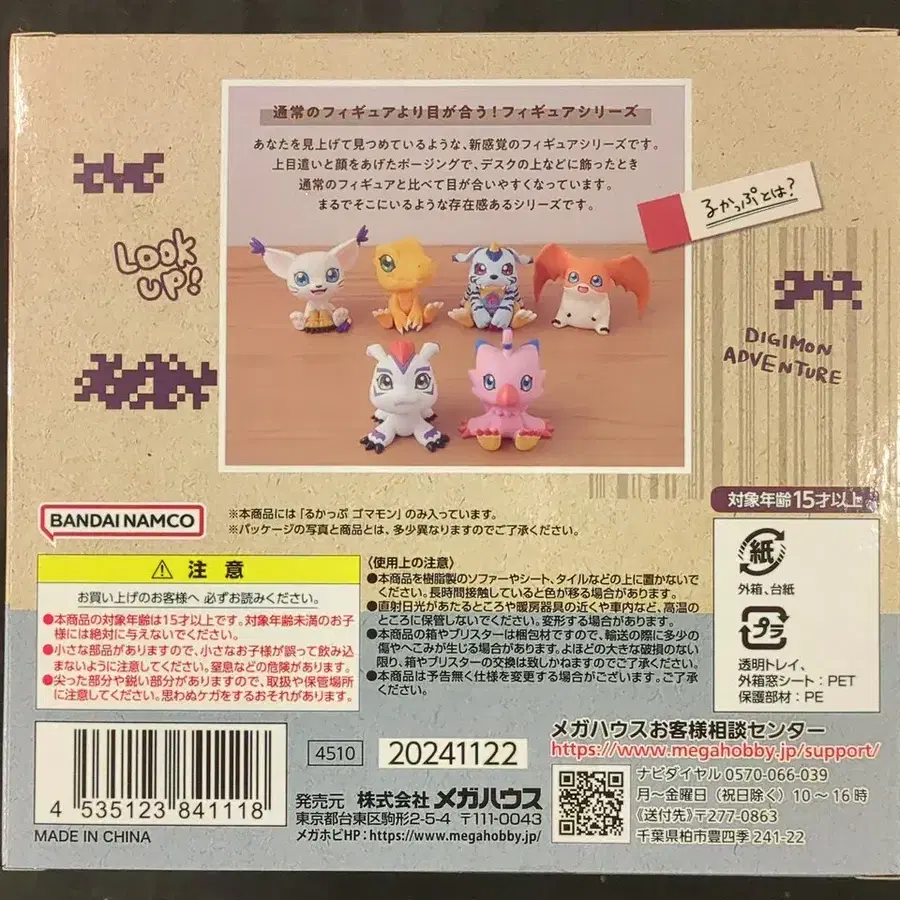 通常のフィギュアより目が合う!フィギュアシリーズ
あなたを見上げて見つめているような、新感覚のフィギュアシリーズです。
上目遣いと顔をあげたポージングで、デスクの上などに飾ったとき
通常のフィギュアと比べて目が合いやすくなっています。
まるでそこにいるような存在感あるシリーズです。
るかっぷとは?
LOOK
UP!
DIGIMON
ADVENTURE
対象年齢15才以上
BANDAI NAMCO
※本商品には「るかっぷ ゴマモン」のみ入っています。
※パッケージの写真と商品とは、多少異なりますのでご了承ください。
⚠ 注意
お買い上げのお客様へ 必ずお読みください。
●本商品の対象年齢は15才以上です。対象年齢未満のお子
様には絶対に与えないでください。
●小さな部品がありますので、小さなお子様が誤って飲み込
まないように注意してください。窒息などの危険があります。
●尖った部分や鋭い部分がありますので、取扱や保管場所
に注意してください。思わぬケガをするおそれがあります。
〈使用上の注意〉
●本商品を樹脂製のソファーやシート、タイルなどの上に置かないで
ください。長時間接触していると色が移る場合があります。
●直射日光があたるところや暖房器具の近くや車内など、高温の
ところに保管しないでください。変形する場合があります。
●本商品の箱やブリスターは梱包材ですので、輸送の際に多少の
傷やへこみが生じる場合があります。よほどの大きな破損のない
限り、箱やブリスターの交換は致しかねますのでご了承ください。
●本商品は予告無く仕様を変更する場合がございます。ご了承ください。
紙
外箱、台紙
プラ
透明トレイ、
外箱窓シート:PET
保護部材:PE
4 535123 841118
MADE IN CHINA
4510
20241122
発売元 株式会社メガハウス
東京都台東区駒形2-5-4 〒111-0043
メガホビHP:https://www.megahobby.jp/
メガハウスお客様相談センター
https://www.megahobby.jp/support/
ナビダイヤル 0570-066-039
月~金曜日(祝日除く)10~16時
《送付先》〒277-0863
千葉県柏市豊四季241-22